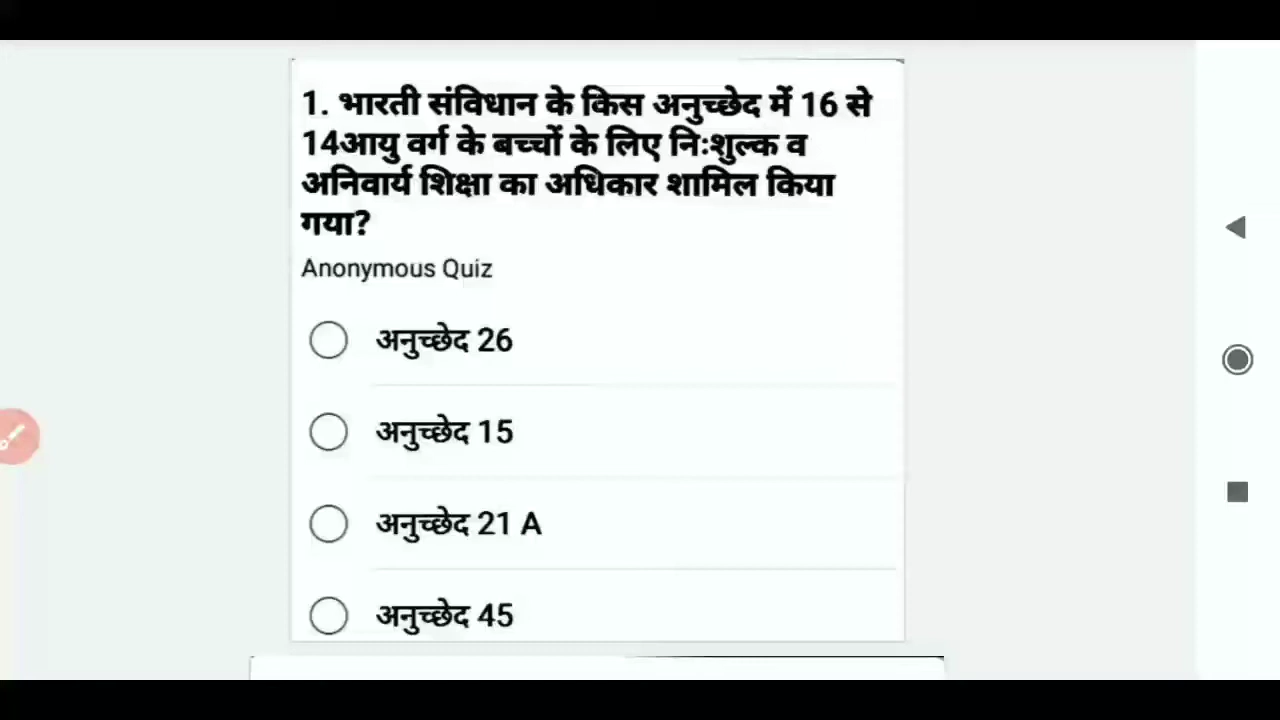 1. भारती संविधान के किस अनुच्छेद में 16 से
14आयु वर्ग के बच्चों के लिए निःशुल्क व
अनिवार्य शिक्षा का अधिकार शामिल किया
गया?
Anonymous Quiz
अनुच्छेद 26
अनुच्छेद 15
अनुच्छेद 21 A
अनुच्छेद 45